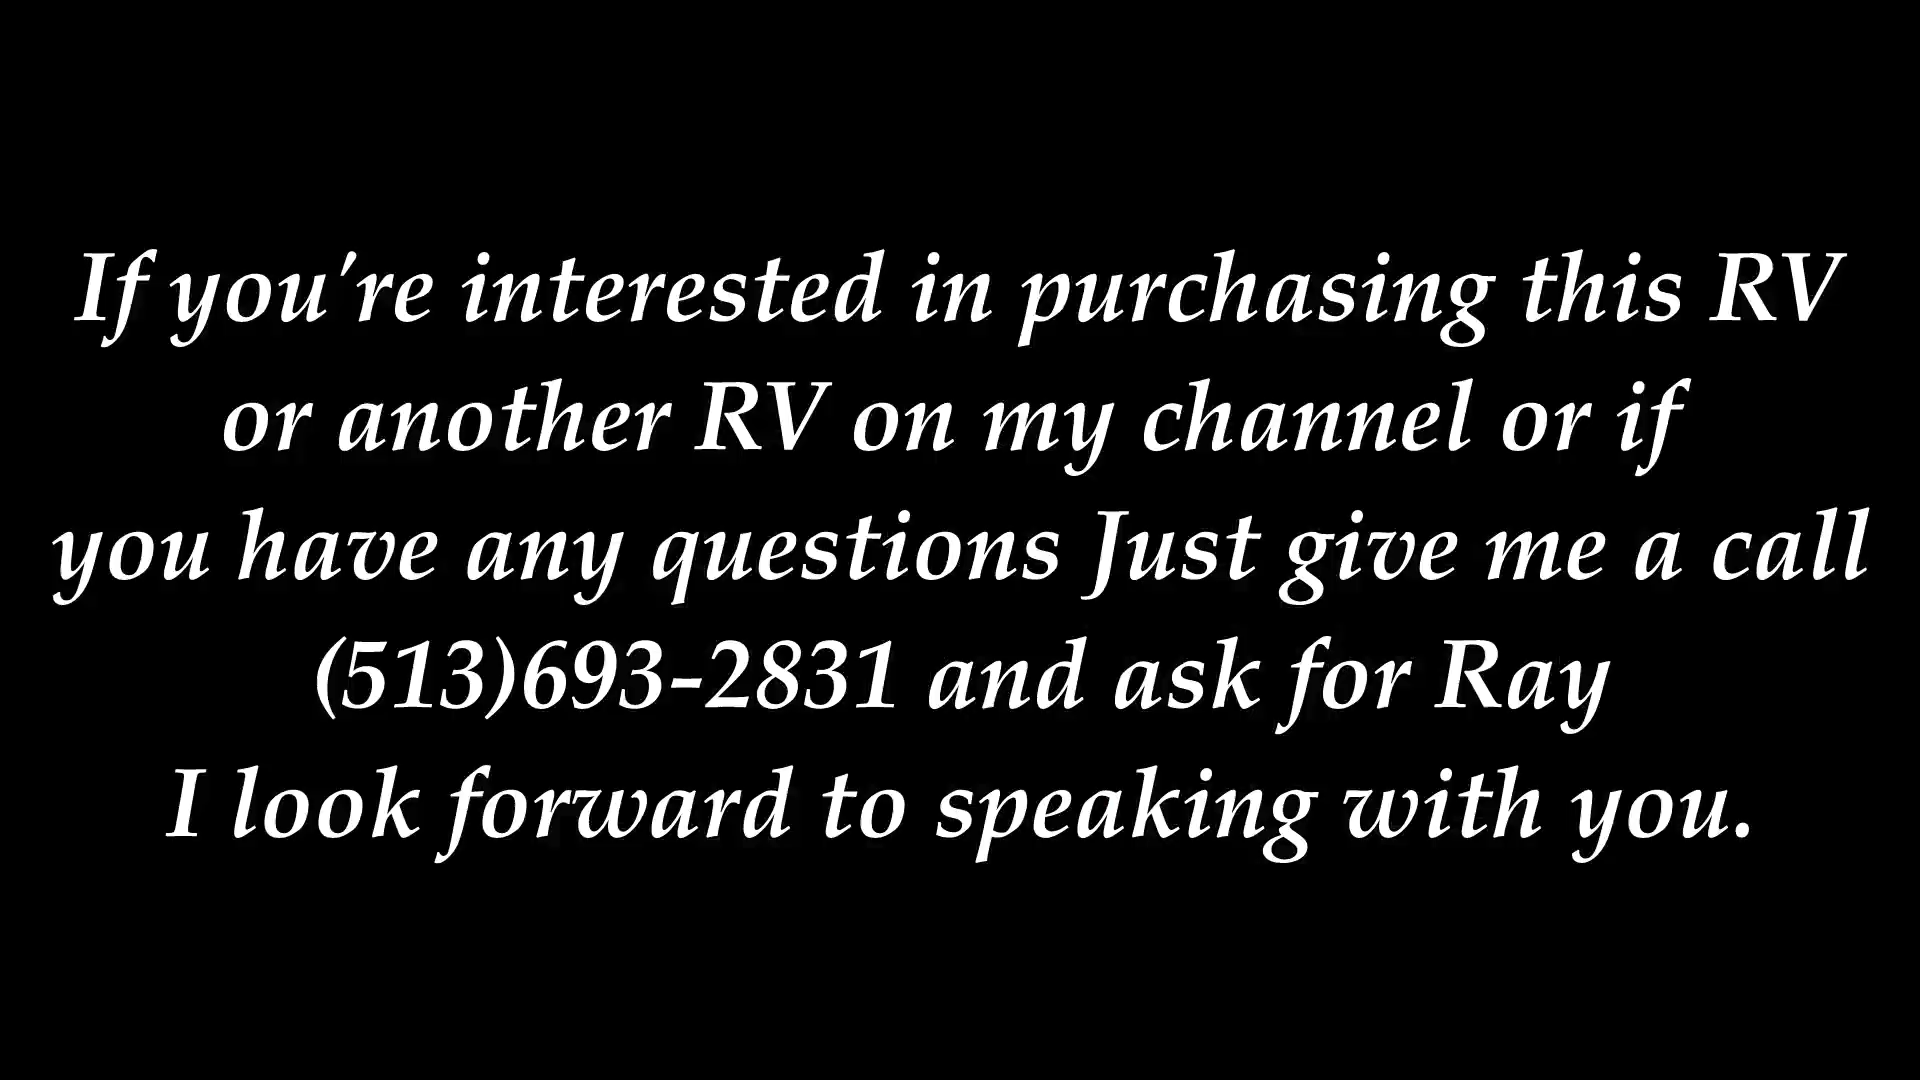 If you're interested in purchasing this RV
or another RV on my channel or if
you have any questions Just give me a call
(513)693-2831 and ask for Ray
I look forward to speaking with you.